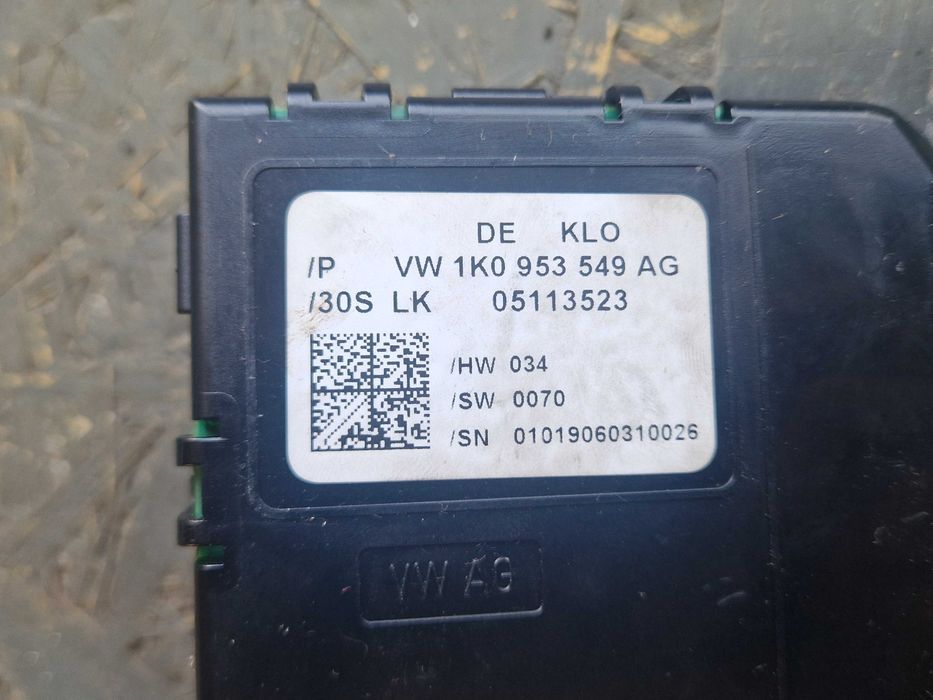 DE KLO
/P VW 1K0 953 549 AG
/30S LK 05113523
/HW 034
/SW 0070
/SN 01019060310026
VW AG